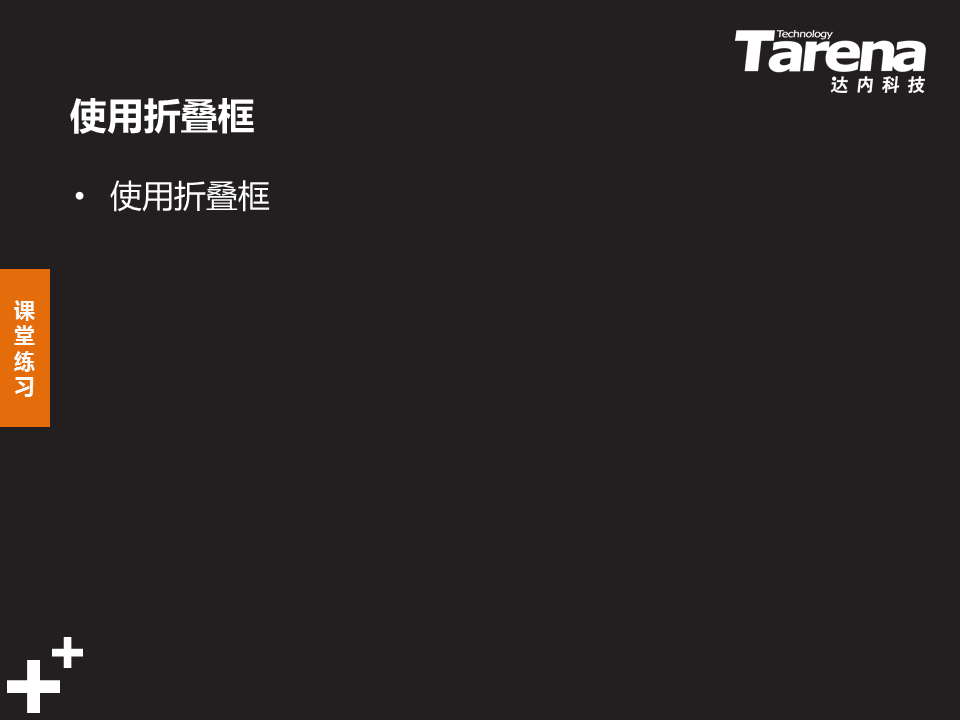 Technology
Tarena
达内科技
使用折叠框
• 使用折叠框
课
堂
练
习